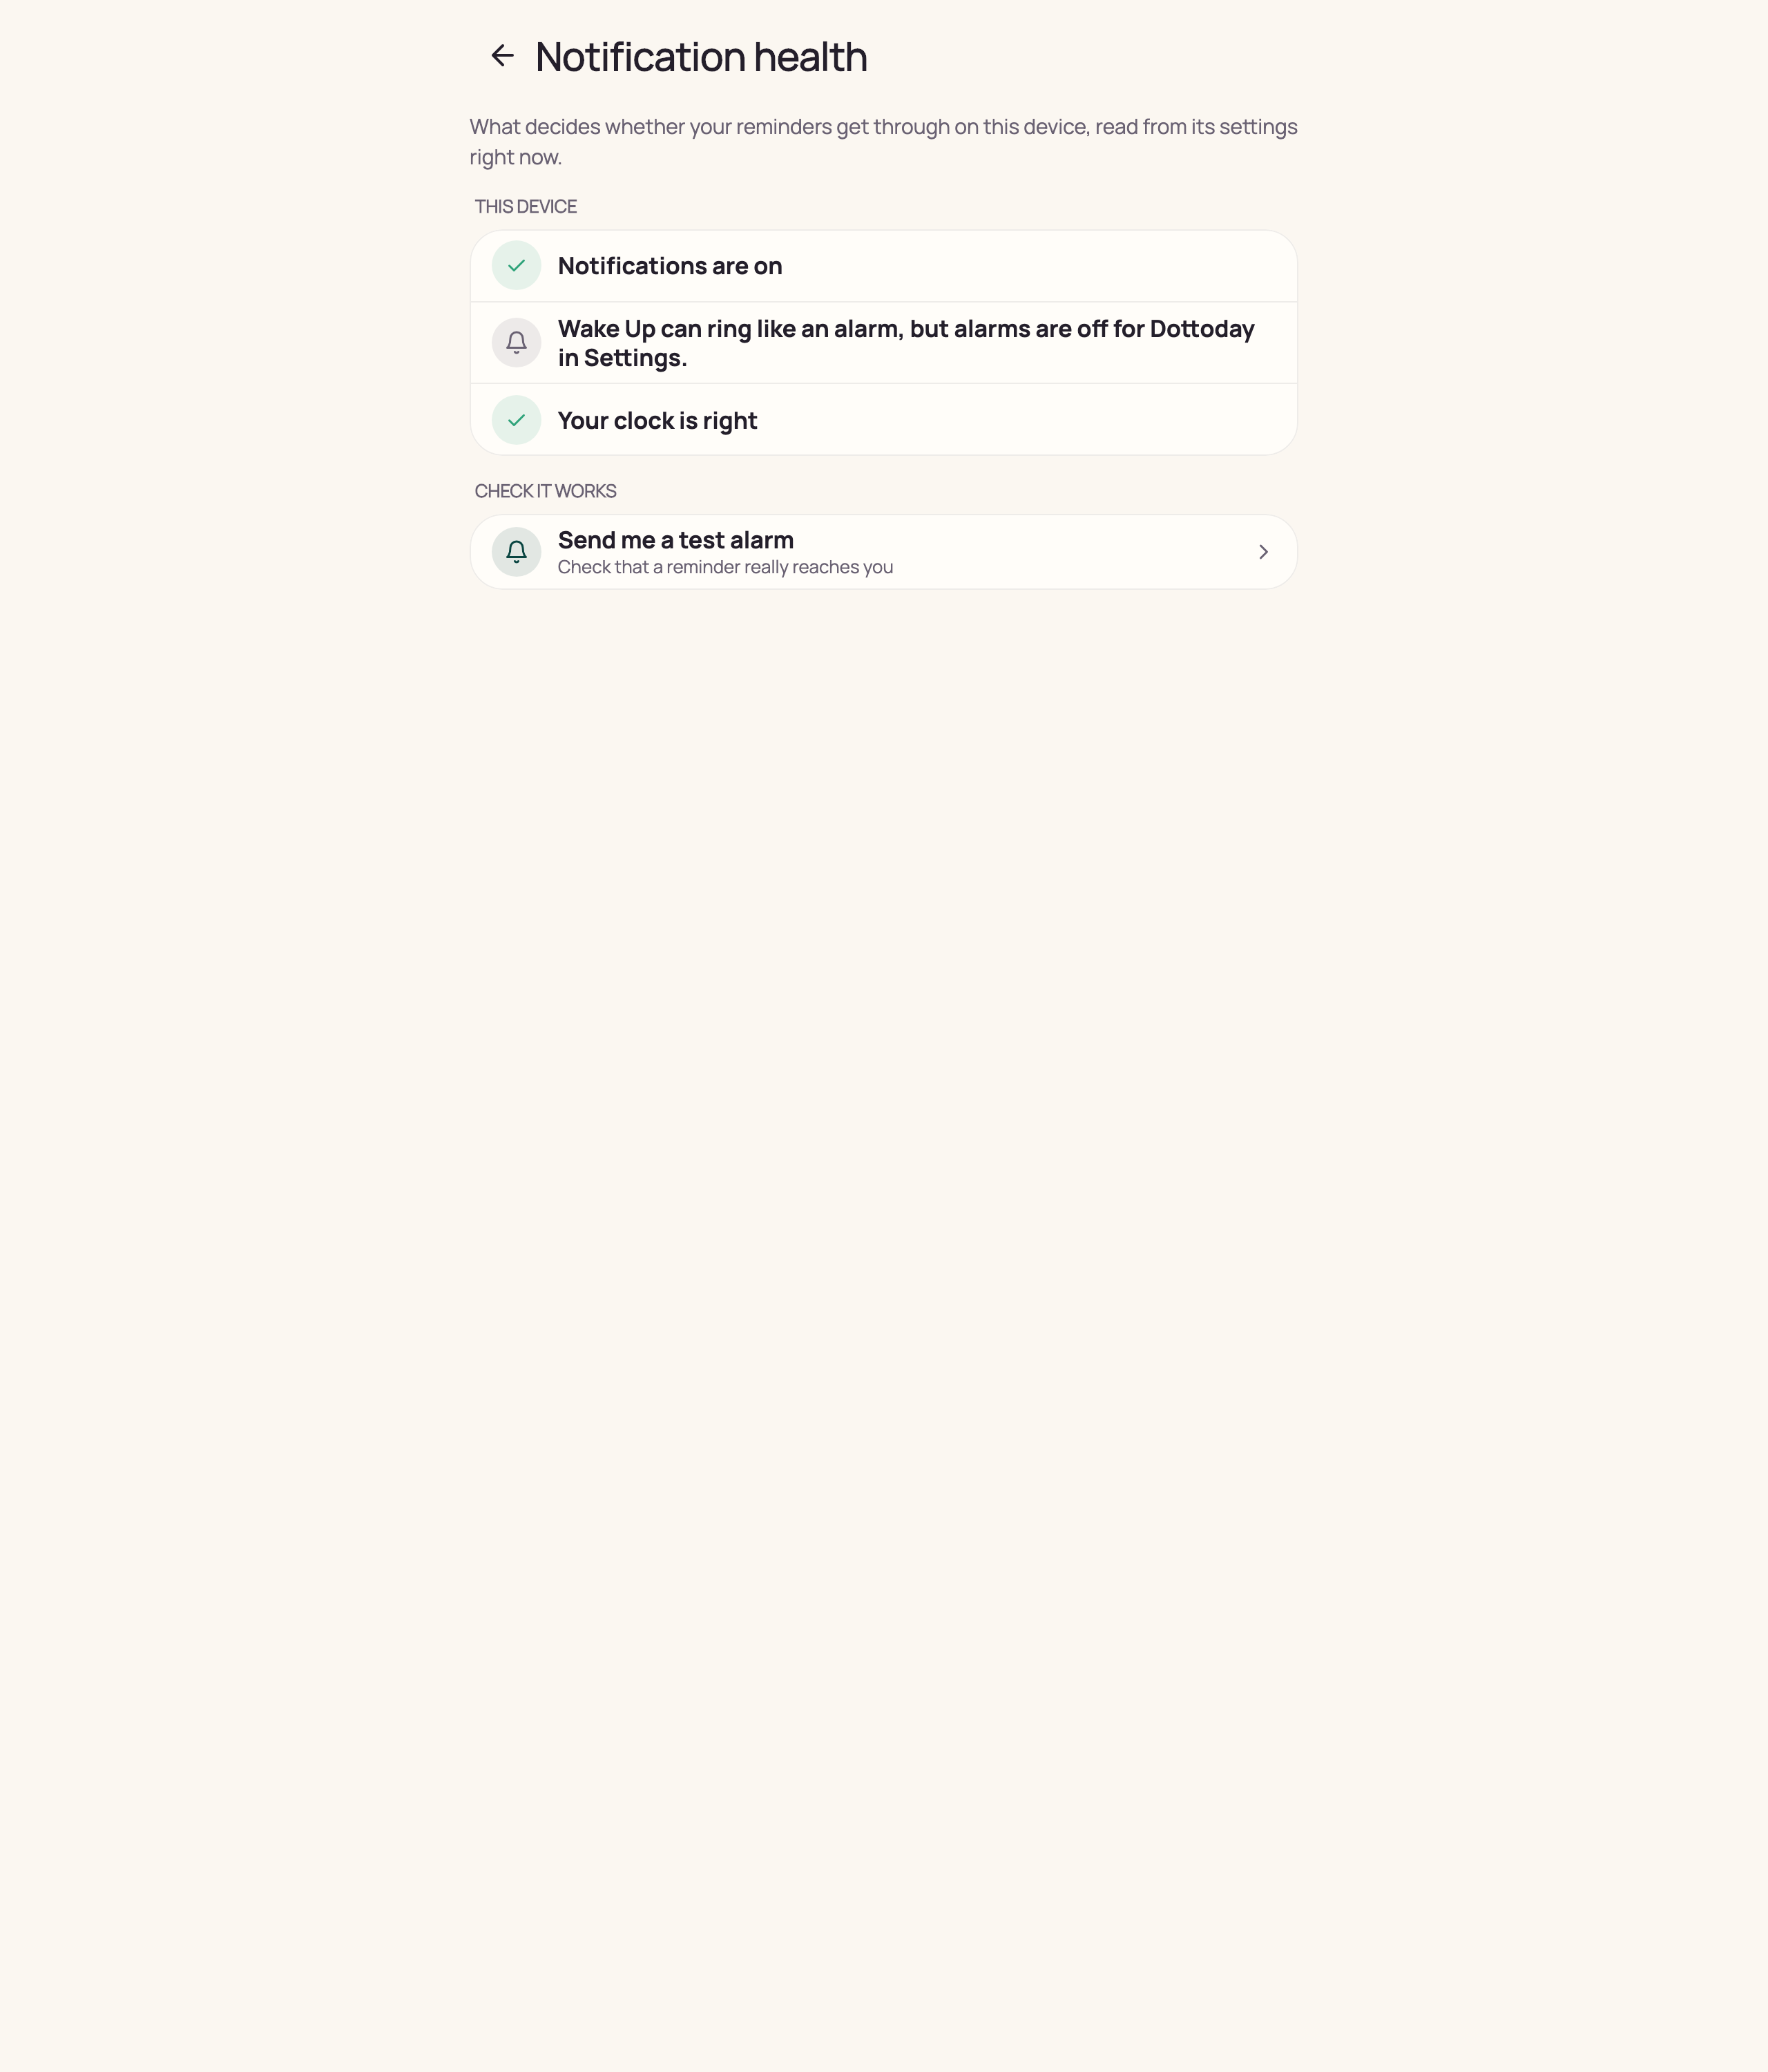 Notification health
What decides whether your reminders get through on this device, read from its settings
right now.
THIS DEVICE
Notifications are on
Wake Up can ring like an alarm, but alarms are off for Dottoday
in Settings.
Your clock is right
CHECK IT WORKS
Send me a test alarm
Check that a reminder really reaches you